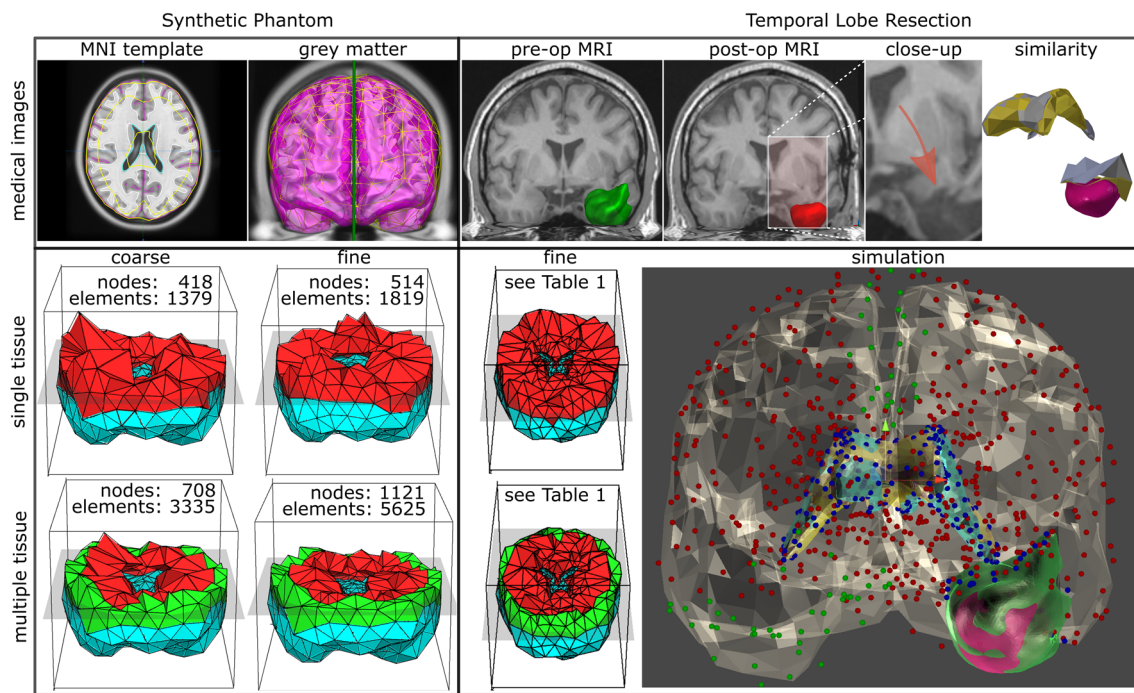 Synthetic Phantom
Temporal Lobe Resection
medical images
MNI template
grey matter
pre-op MRI
post-op MRI
close-up
similarity
single tissue
coarse
nodes: 418
elements: 1379
fine
nodes: 514
elements: 1819
fine
see Table 1
simulation
multiple tissue
nodes: 708
elements: 3335
nodes: 1121
elements: 5625
see Table 1